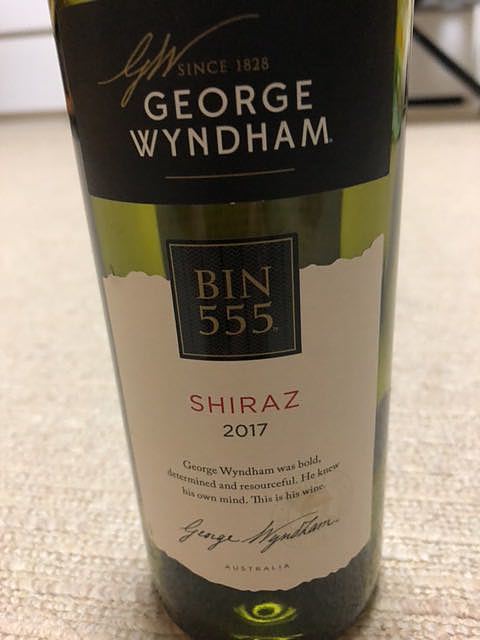 GW SINCE 1828
GEORGE
WYNDHAM
BIN
555
SHIRAZ
2017
George Wyndham was bold,
determined and resourceful. He knew
his own mind. This is his wine.
George Wyndham
AUSTRALIA